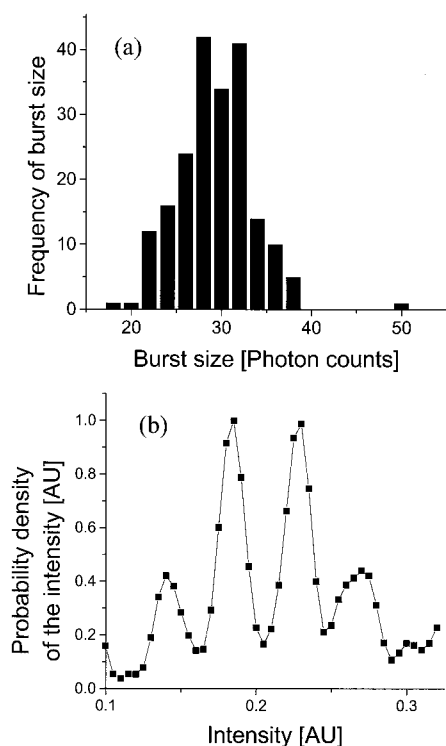 (a)
Frequency of burst size
40
30
20
10
0
20
30
40
50
Burst size [Photon counts]
(b)
Probability density
of the intensity [AU]
1.0
0.8
0.6
0.4
0.2
0.0
0.1
0.2
0.3
Intensity [AU]